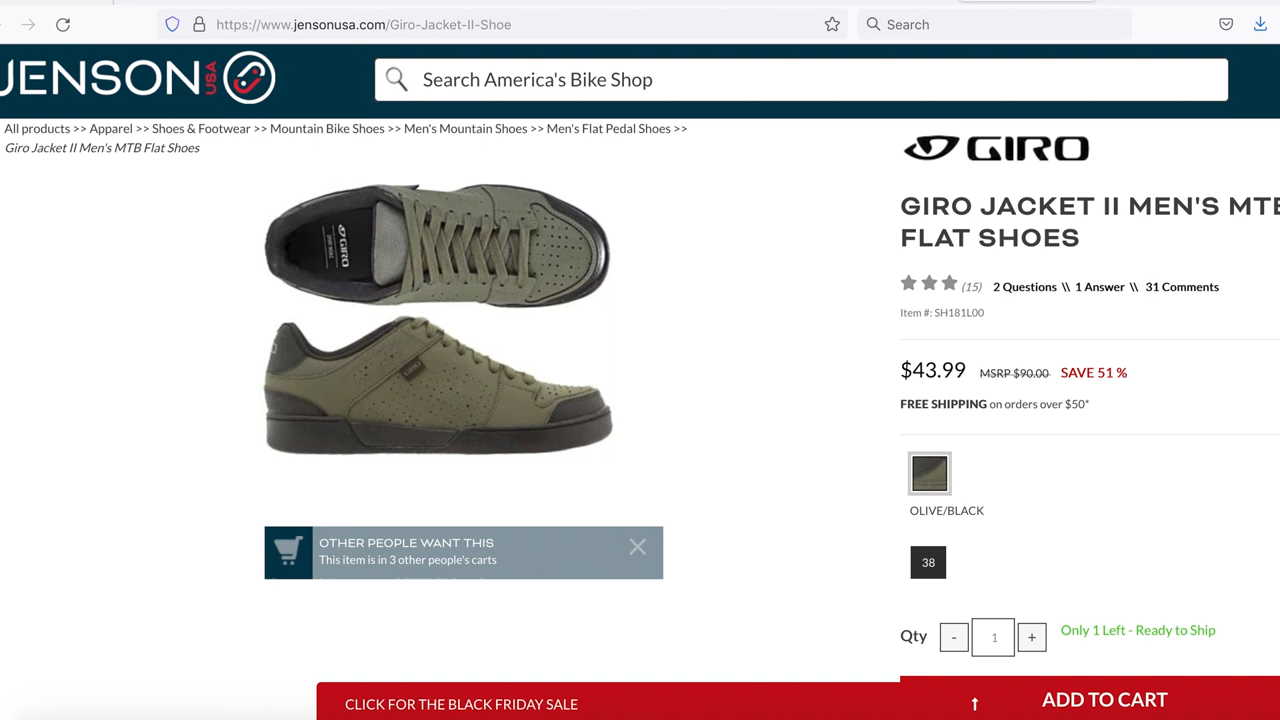 https://www.jensonusa.com/Giro-Jacket-II-Shoe
Search
JENSON USA
Search America's Bike Shop
All products >> Apparel >> Shoes & Footwear >> Mountain Bike Shoes >> Men's Mountain Shoes >> Men's Flat Pedal Shoes >>
Giro Jacket II Men's MTB Flat Shoes
GIRO
GIRO JACKET II MEN'S MTB
FLAT SHOES
(15) 2 Questions \\ 1 Answer \\ 31 Comments
Item #: SH181L00
$43.99 MSRP $90.00 SAVE 51 %
FREE SHIPPING on orders over $50*
OLIVE/BLACK
38
GIRO
GIRO
OTHER PEOPLE WANT THIS
This item is in 3 other people's carts
Qty - 1 + Only 1 Left - Ready to Ship
CLICK FOR THE BLACK FRIDAY SALE
ADD TO CART